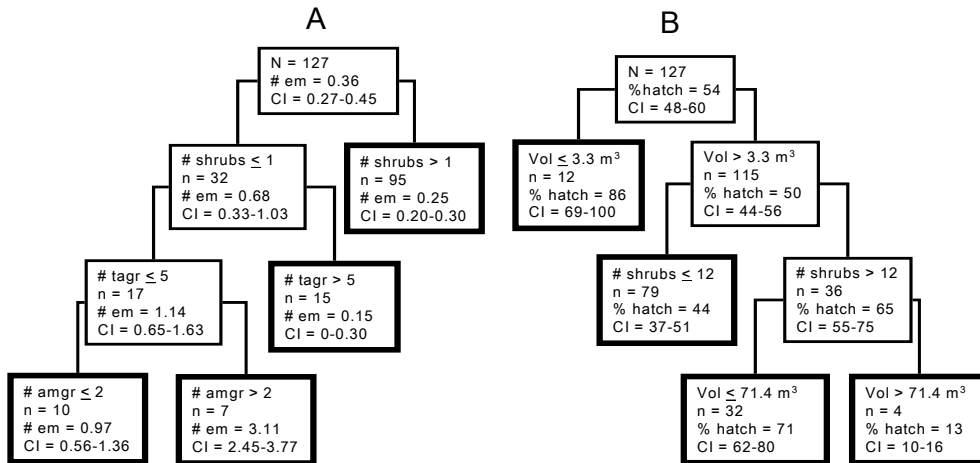 A
N = 127
# em = 0.36
CI = 0.27-0.45
# shrubs ≤ 1
n = 32
# em = 0.68
CI = 0.33-1.03
# shrubs > 1
n = 95
# em = 0.25
CI = 0.20-0.30
# tagr ≤ 5
n = 17
# em = 1.14
CI = 0.65-1.63
# tagr > 5
n = 15
# em = 0.15
CI = 0-0.30
# amgr ≤ 2
n = 10
# em = 0.97
CI = 0.56-1.36
# amgr > 2
n = 7
# em = 3.11
CI = 2.45-3.77
B
N = 127
%hatch = 54
CI = 48-60
Vol ≤ 3.3 m³
n = 12
% hatch = 86
CI = 69-100
Vol > 3.3 m³
n = 115
% hatch = 50
CI = 44-56
# shrubs ≤ 12
n = 79
% hatch = 44
CI = 37-51
# shrubs > 12
n = 36
% hatch = 65
CI = 55-75
Vol ≤ 71.4 m³
n = 32
% hatch = 71
CI = 62-80
Vol > 71.4 m³
n = 4
% hatch = 13
CI = 10-16